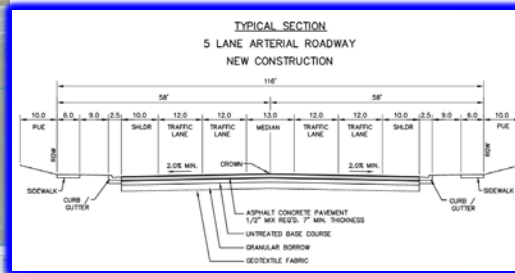 TYPICAL SECTION
5 LANE ARTERIAL ROADWAY
NEW CONSTRUCTION
116'
58' 58'
10.0 6.0 9.0 2.5 10.0 12.0 12.0 13.0 12.0 12.0 10.0 2.5 9.0 6.0 10.0
PUE SHLDR TRAFFIC LANE TRAFFIC LANE MEDIAN TRAFFIC LANE TRAFFIC LANE SHLDR PUE
ROW ROW
2.0% MIN. CROWN 2.0% MIN.
SIDEWALK SIDEWALK
CURB / GUTTER CURB / GUTTER
ASPHALT CONCRETE PAVEMENT
1/2" MIX REQ'D. 7" MIN. THICKNESS
UNTREATED BASE COURSE
GRANULAR BORROW
GEOTEXTILE FABRIC